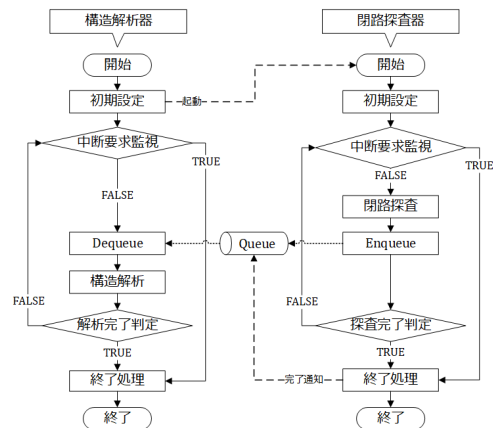 構造解析器
閉路探査器
開始
開始
初期設定
起動
初期設定
中断要求監視
中断要求監視
TRUE
TRUE
FALSE
FALSE
閉路探査
Dequeue
Queue
Enqueue
構造解析
FALSE
FALSE
解析完了判定
探査完了判定
TRUE
TRUE
終了処理
完了通知
終了処理
終了
終了